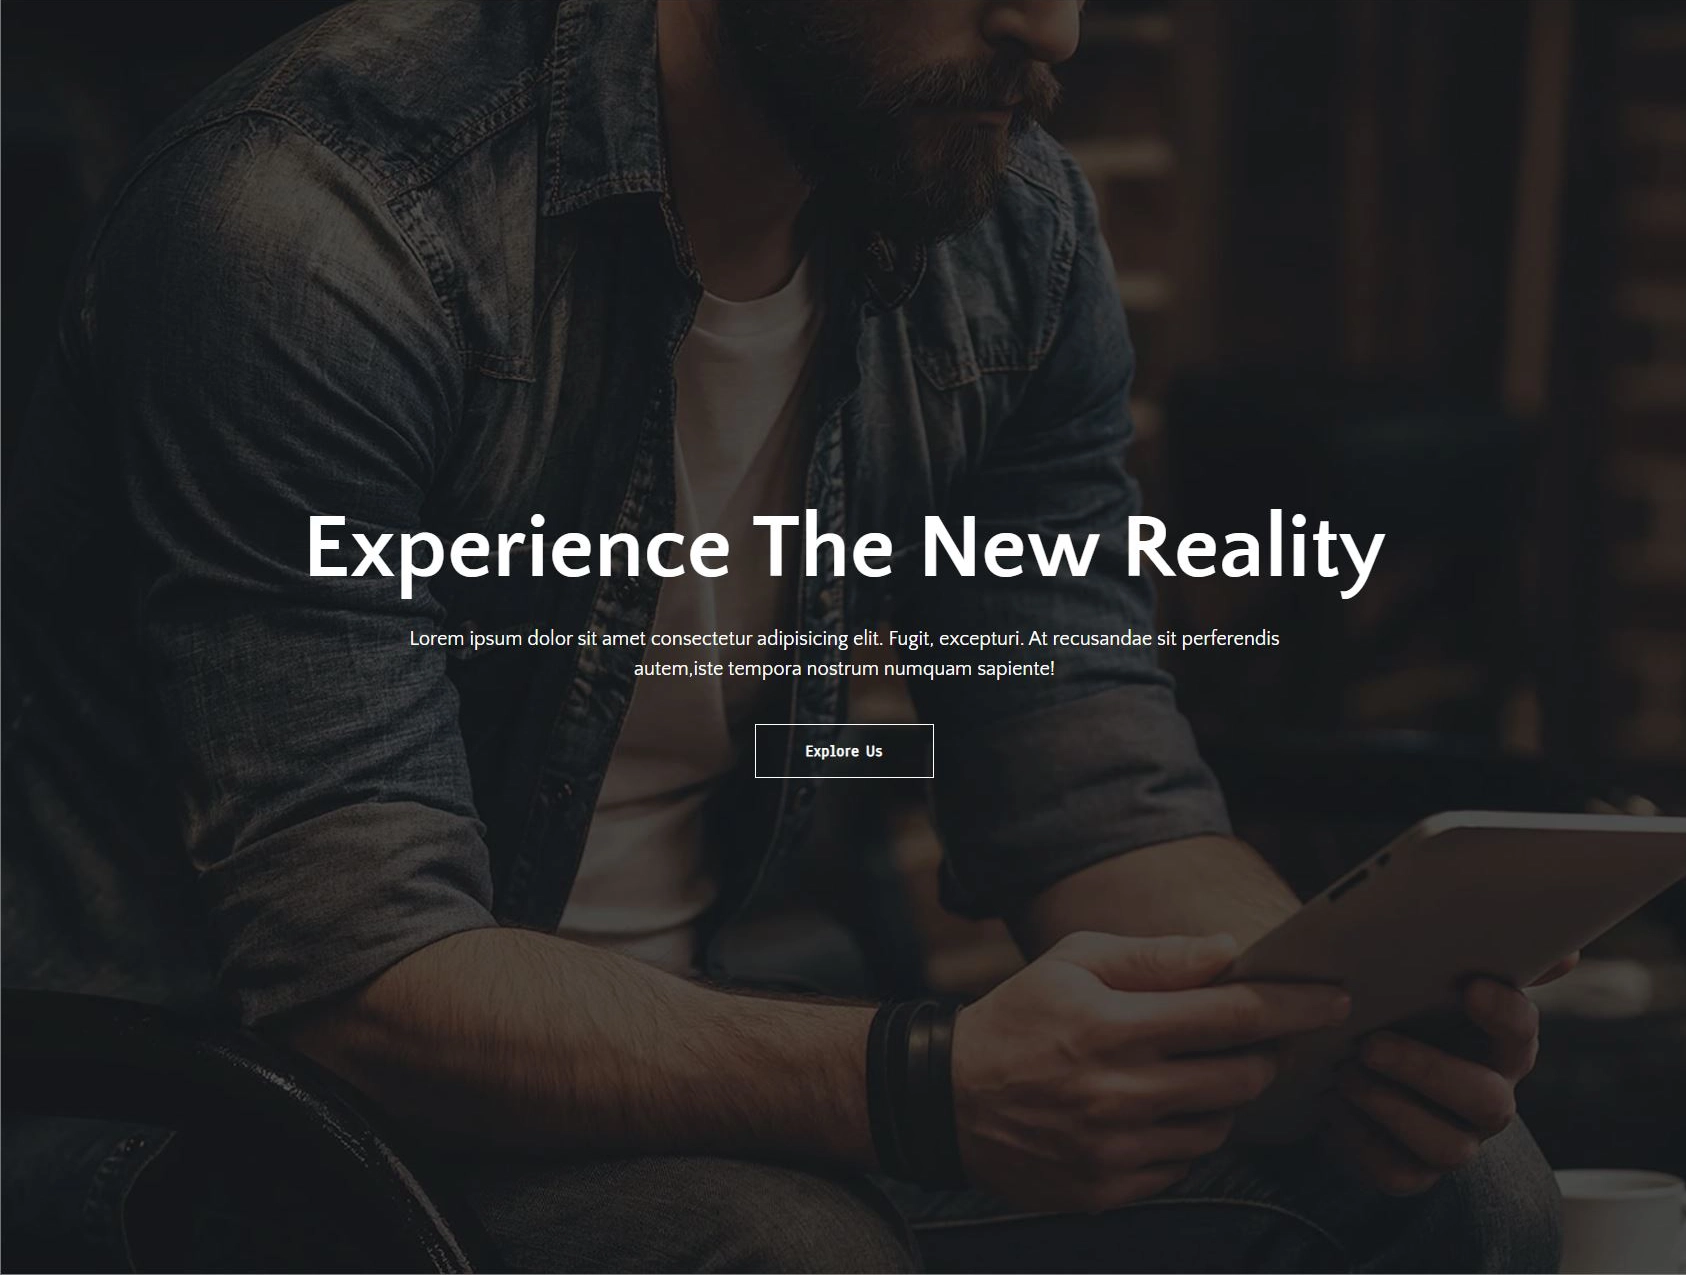 Experience The New Reality
Lorem ipsum dolor sit amet consectetur adipisicing elit. Fugit, excepturi. At recusandae sit perferendis
autem,iste tempora nostrum numquam sapiente!
Explore Us